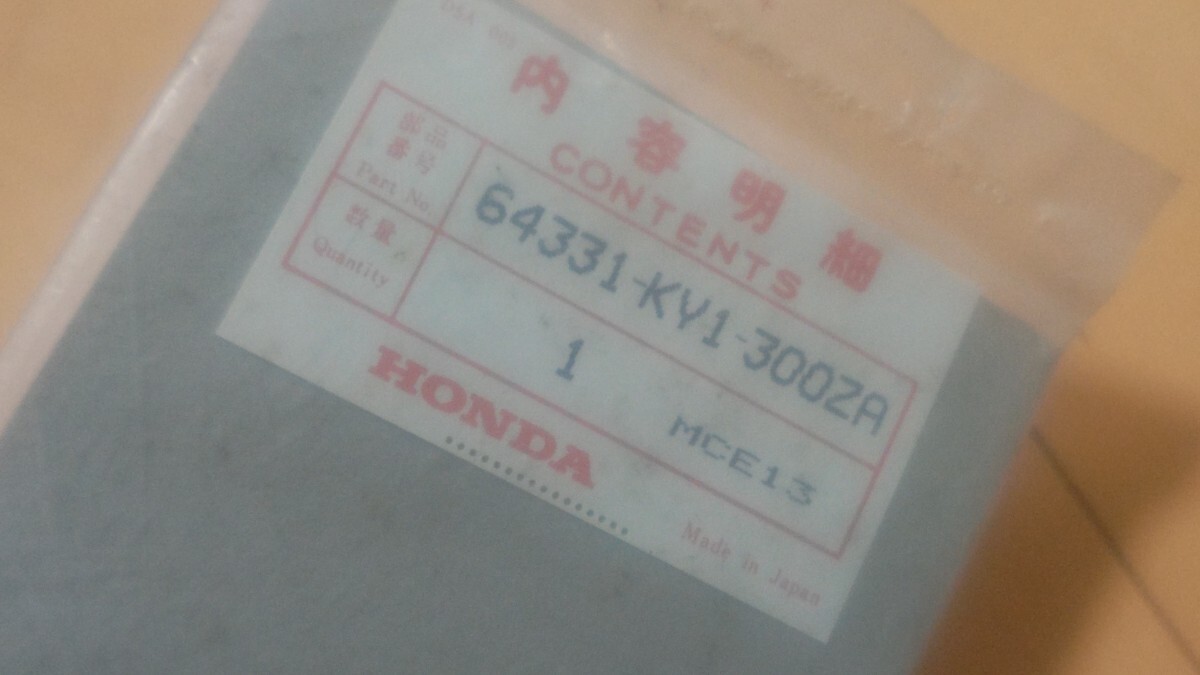 内容明細
CONTENTS
部品番号
Part No.
64331-KY1-300ZA
数量
Quantity
1
MCE13
HONDA
Made in Japan